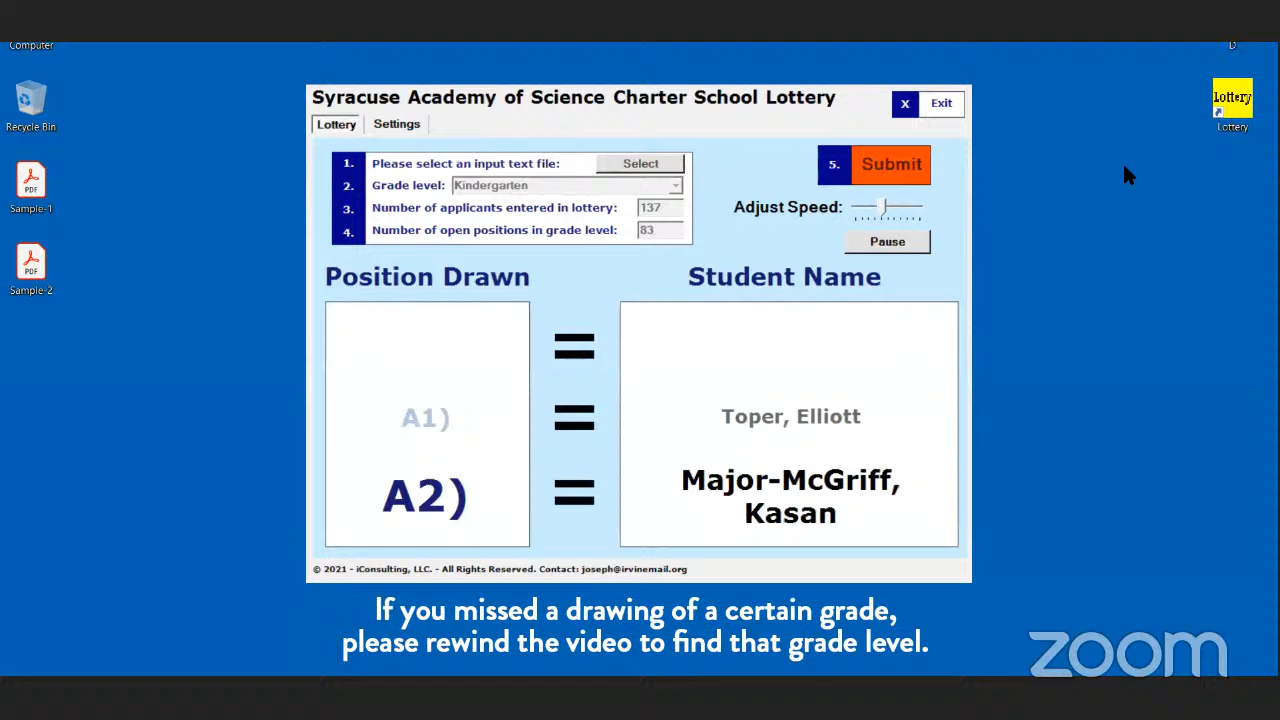 Computer
D
Recycle Bin
Lottery
Lottery
Sample-1
Sample-2
Syracuse Academy of Science Charter School Lottery
X Exit
Lottery Settings
1. Please select an input text file: Select
2. Grade level: Kindergarten
3. Number of applicants entered in lottery: 137
4. Number of open positions in grade level: 83
5. Submit
Adjust Speed:
Pause
Position Drawn
Student Name
=
A1) = Toper, Elliott
A2) = Major-McGriff,
Kasan
© 2021 - iConsulting, LLC. - All Rights Reserved. Contact: joseph@irvinemail.org
If you missed a drawing of a certain grade,
please rewind the video to find that grade level.
zoom
PDF
PDF